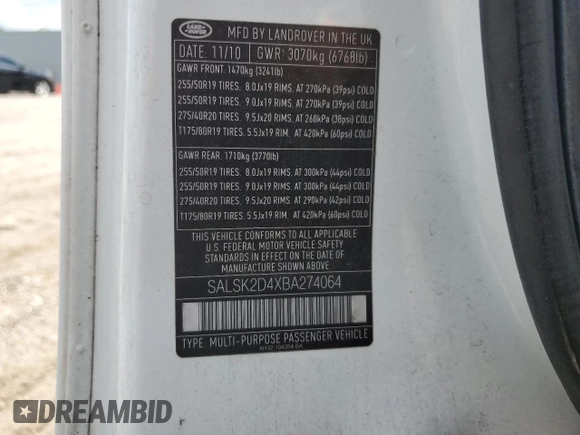 LAND
ROVER
MFD BY LANDROVER IN THE UK
DATE: 11/10 GWR: 3070kg (6768lb)
GAWR FRONT: 1470kg (3241lb)
255/50R19 TIRES. 8.0Jx19 RIMS. AT 270kPa (39psi) COLD
255/50R19 TIRES. 9.0Jx19 RIMS. AT 270kPa (39psi) COLD
275/40R20 TIRES. 9.5Jx20 RIMS. AT 260kPa (38psi) COLD
T175/80R19 TIRES. 5.5Jx19 RIM. AT 420kPa (60psi) COLD
GAWR REAR: 1710kg (3770lb)
255/50R19 TIRES. 8.0Jx19 RIMS. AT 300kPa (44psi) COLD
255/50R19 TIRES. 9.0Jx19 RIMS. AT 300kPa (44psi) COLD
275/40R20 TIRES. 9.5Jx20 RIMS. AT 290kPa (42psi) COLD
T175/80R19 TIRES. 5.5Jx19 RIM. AT 420kPa (60psi) COLD
THIS VEHICLE CONFORMS TO ALL APPLICABLE
U.S. FEDERAL MOTOR VEHICLE SAFETY
STANDARDS IN EFFECT ON THE DATE
OF MANUFACTURE SHOWN ABOVE
SALSK2D4XBA274064
TYPE: MULTI-PURPOSE PASSENGER VEHICLE
DREAMBID